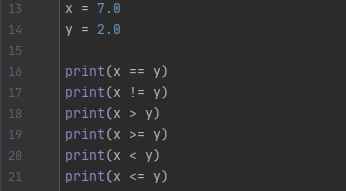 13 x = 7.0
14 y = 2.0
15
16 print(x == y)
17 print(x != y)
18 print(x > y)
19 print(x >= y)
20 print(x < y)
21 print(x <= y)